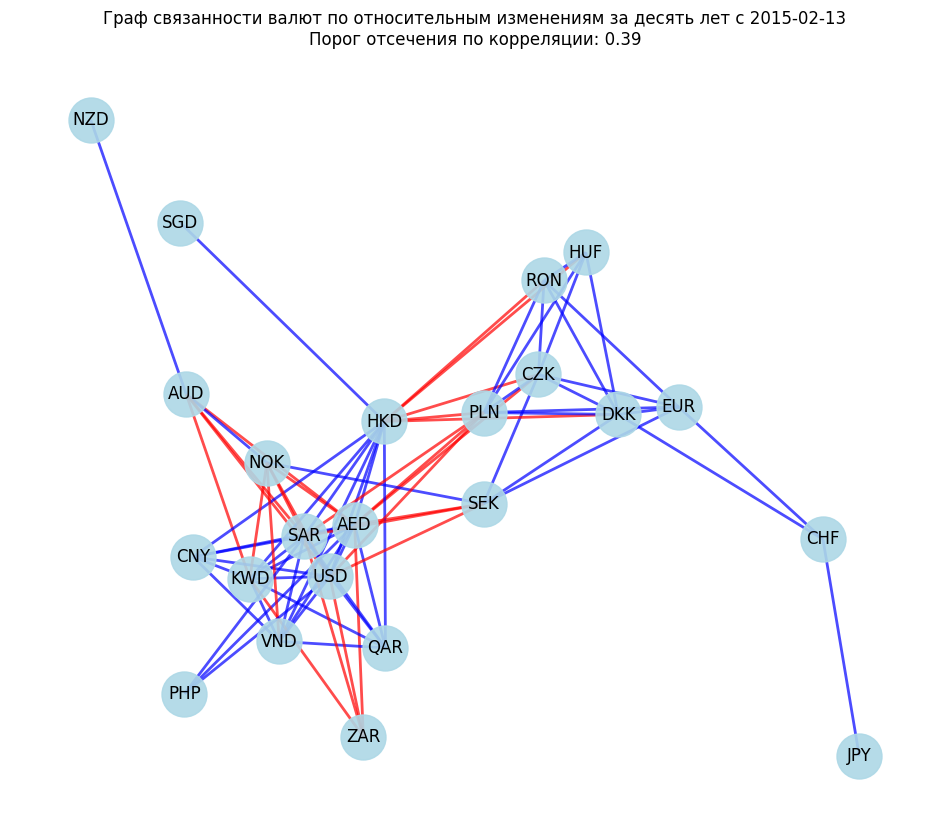 Граф связанности валют по относительным изменениям за десять лет с 2015-02-13
Порог отсечения по корреляции: 0.39
NZD
SGD
HUF
RON
CZK
AUD
HKD
PLN
DKK
EUR
NOK
SEK
AED
SAR
CHF
CNY
KWD
USD
VND
QAR
PHP
ZAR
JPY